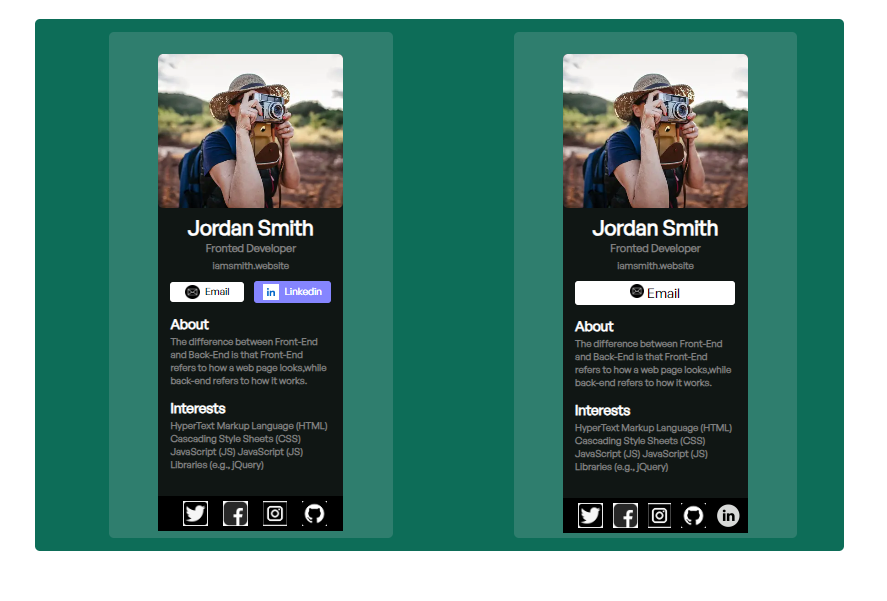 Jordan Smith
Fronted Developer
iamsmith.website
Email
in Linkedin
About
The difference between Front-End
and Back-End is that Front-End
refers to how a web page looks,while
back-end refers to how it works.
Interests
HyperText Markup Language (HTML)
Cascading Style Sheets (CSS)
JavaScript (JS) JavaScript (JS)
Libraries (e.g., jQuery)
Jordan Smith
Fronted Developer
iamsmith.website
Email
About
The difference between Front-End
and Back-End is that Front-End
refers to how a web page looks,while
back-end refers to how it works.
Interests
HyperText Markup Language (HTML)
Cascading Style Sheets (CSS)
JavaScript (JS) JavaScript (JS)
Libraries (e.g., jQuery)
in